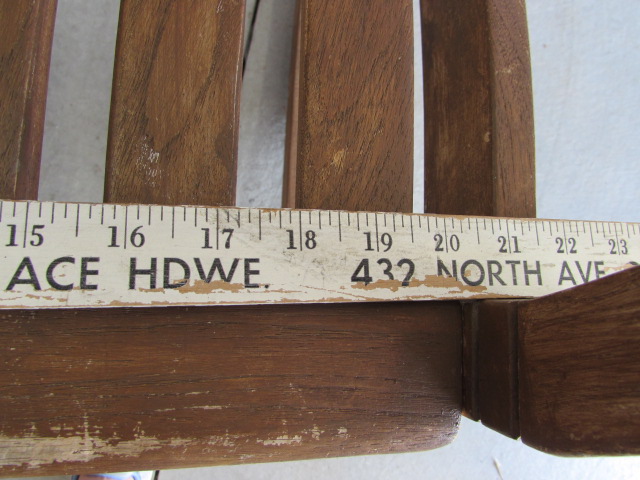 15 16 17 18 19 20 21 22 23
ACE HDWE. 432 NORTH AVE